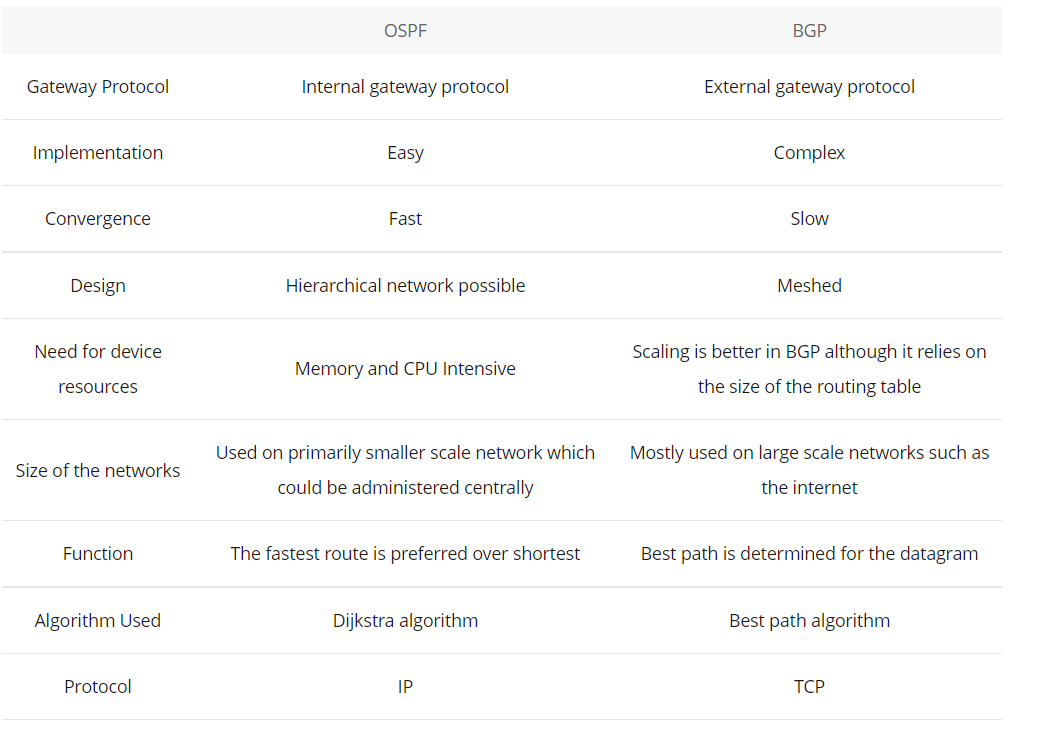 OSPF BGP
Gateway Protocol Internal gateway protocol External gateway protocol
Implementation Easy Complex
Convergence Fast Slow
Design Hierarchical network possible Meshed
Need for device
resources
Memory and CPU Intensive
Scaling is better in BGP although it relies on
the size of the routing table
Size of the networks
Used on primarily smaller scale network which
could be administered centrally
Mostly used on large scale networks such as
the internet
Function The fastest route is preferred over shortest Best path is determined for the datagram
Algorithm Used Dijkstra algorithm Best path algorithm
Protocol IP TCP